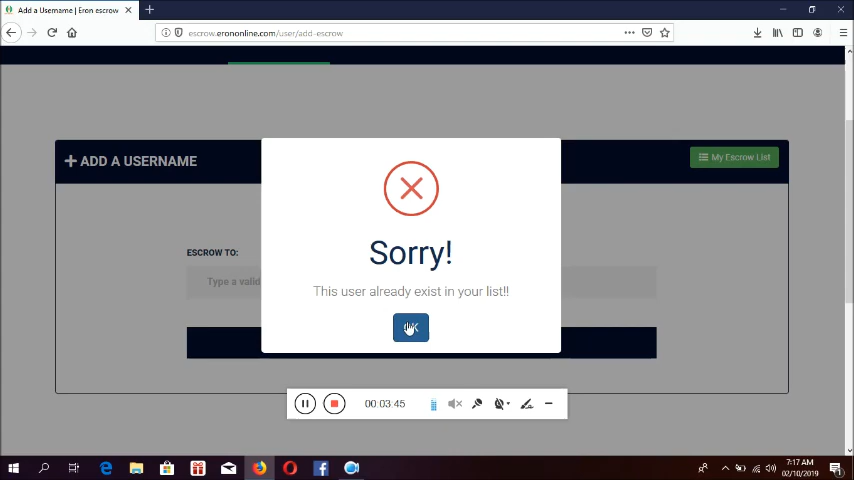 Add a Username | Eron escrow
escrow.erononline.com/user/add-escrow
ADD A USERNAME
My Escrow List
ESCROW TO:
Type a valid
Sorry!
This user already exist in your list!!
00:03:45
7:17 AM
02/10/2019